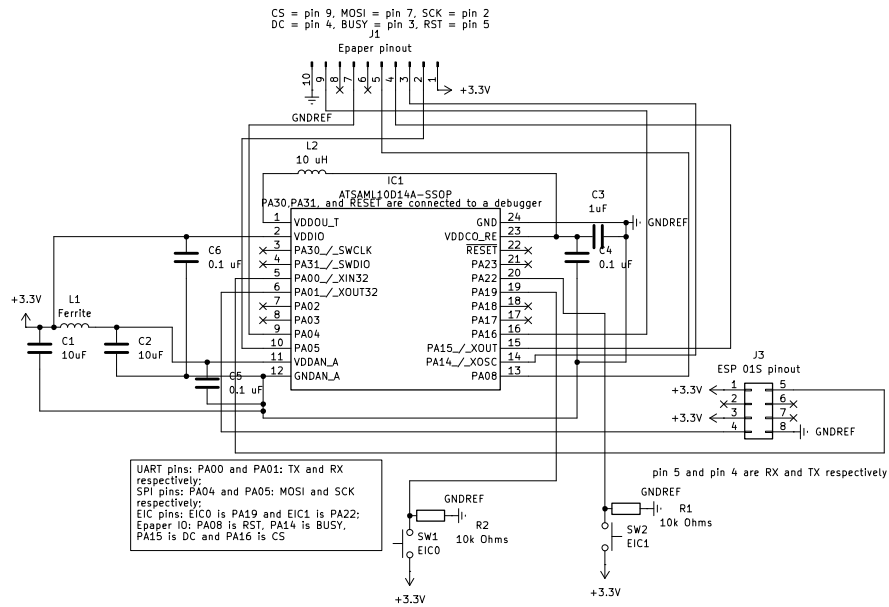 CS = pin 9, MOSI = pin 7, SCK = pin 2
DC = pin 4, BUSY = pin 3, RST = pin 5
J1
Epaper pinout
10 9 8 7 6 5 4 3 2 1
+3.3V
GNDREF
L2
10 uH
IC1
ATSAML10D14A-SSOP
PA30,PA31, and RESET are connected to a debugger
C3
1uF
GNDREF
1 VDDOU_T
2 VDDIO
3 PA30_/_SWCLK
4 PA31_/_SWDIO
5 PA00_/_XIN32
6 PA01_/_XOUT32
7 PA02
8 PA03
9 PA04
10 PA05
11 VDDAN_A
12 GNDAN_A
GND 24
VDDCO_RE 23
RESET 22
PA23 21
PA22 20
PA19 19
PA18 18
PA17 17
PA16 16
PA15_/_XOUT 15
PA14_/_XOSC 14
PA08 13
C4
0.1 uF
C6
0.1 uF
+3.3V
L1
Ferrite
C1
10uF
C2
10uF
C5
0.1 uF
J3
ESP 01S pinout
+3.3V 1 5
2 6
+3.3V 3 7
4 8 GNDREF
pin 5 and pin 4 are RX and TX respectively
UART pins: PA00 and PA01: TX and RX
respectively;
SPI pins: PA04 and PA05: MOSI and SCK
respectively;
EIC pins: EIC0 is PA19 and EIC1 is PA22;
Epaper IO: PA08 is RST, PA14 is BUSY,
PA15 is DC and PA16 is CS
GNDREF
R2
10k Ohms
SW1
EIC0
+3.3V
GNDREF
R1
10k Ohms
SW2
EIC1
+3.3V